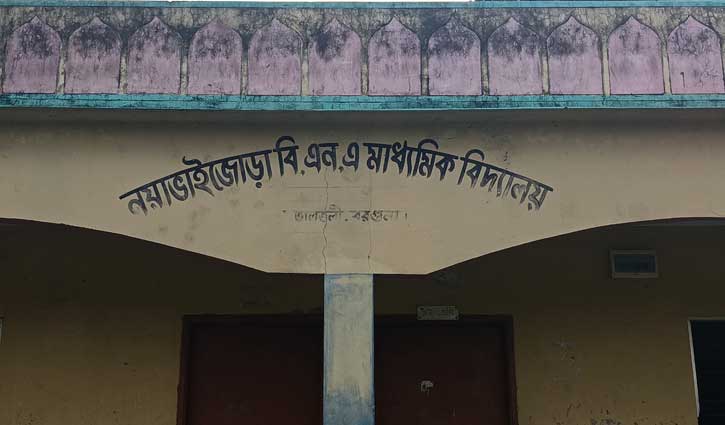 নয়াভাইজোড়া বি,এন,এ মাধ্যমিক বিদ্যালয়
তালতলী, বরগুনা।